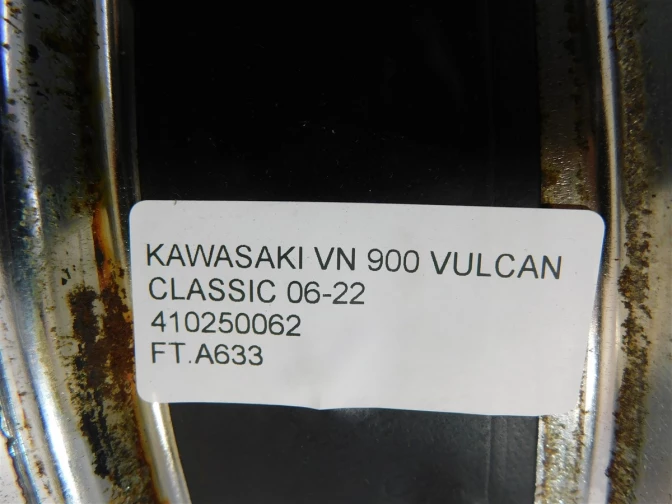 KAWASAKI VN 900 VULCAN
CLASSIC 06-22
410250062
FT.A633